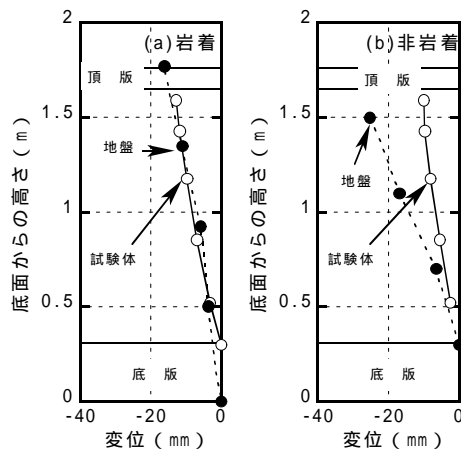 (a)岩着
頂 版
地盤
試験体
底 版
2
1.5
1
0.5
0
-40
-20
0
底面からの高さ(m)
変位(mm)
(b)非岩着
頂 版
地盤
試験体
底 版
2
1.5
1
0.5
0
-40
-20
0
底面からの高さ(m)
変位(mm)